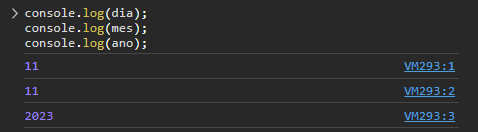 console.log(dia);
console.log(mes);
console.log(ano);
11 VM293:1
11 VM293:2
2023 VM293:3